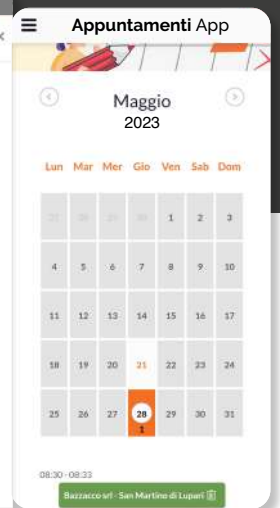 Appuntamenti App
Maggio
2023
Lun Mar Mer Gio Ven Sab Dom
1 2 3
4 5 6 7 8 9 10
11 12 13 14 15 16 17
18 19 20 21 22 23 24
25 26 27 28 29 30 31
1
08:30 - 08:33
Bazzacco srl - San Martino di Lupari